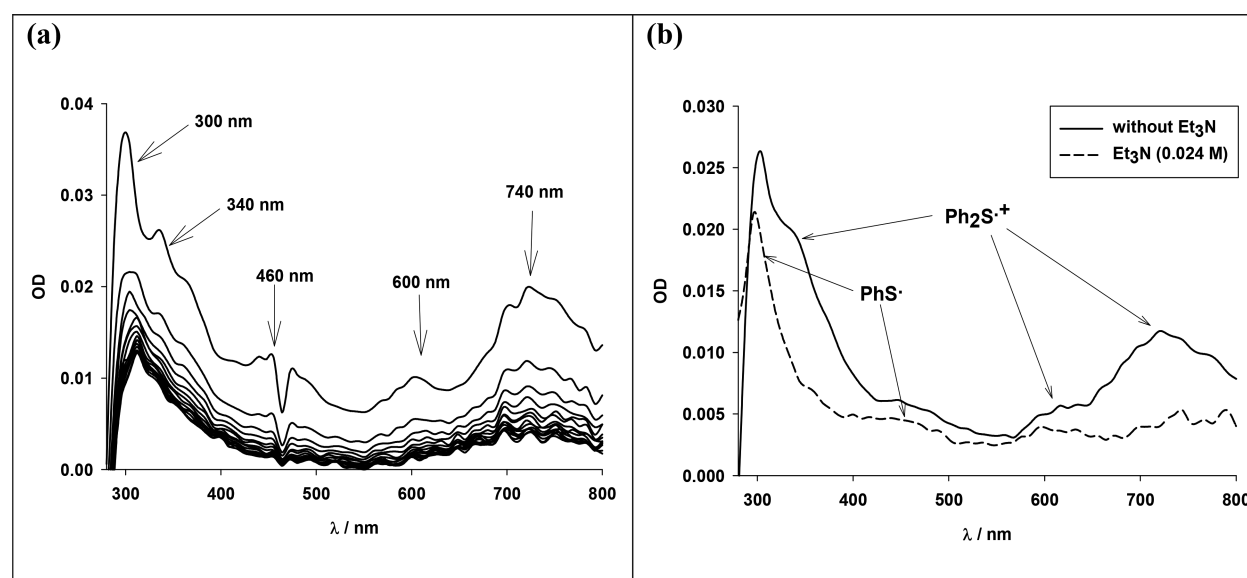 (a)
0.04
0.03
0.02
0.01
0.00
OD
300 nm
340 nm
460 nm
600 nm
740 nm
300
400
500
600
700
800
λ / nm
(b)
0.030
0.025
0.020
0.015
0.010
0.005
0.000
OD
without Et₃N
Et₃N (0.024 M)
Ph₂S·⁺
PhS·
300
400
500
600
700
800
λ / nm